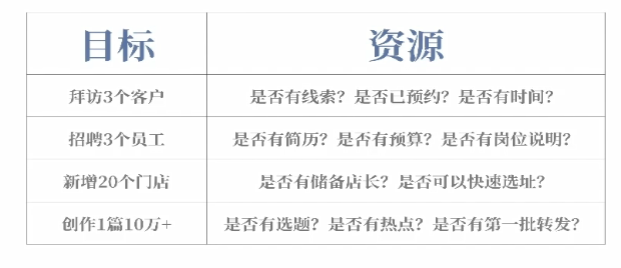 目标 资源
拜访3个客户 是否有线索？是否已预约？是否有时间？
招聘3个员工 是否有简历？是否有预算？是否有岗位说明？
新增20个门店 是否有储备店长？是否可以快速选址？
创作1篇10万+ 是否有选题？是否有热点？是否有第一批转发？